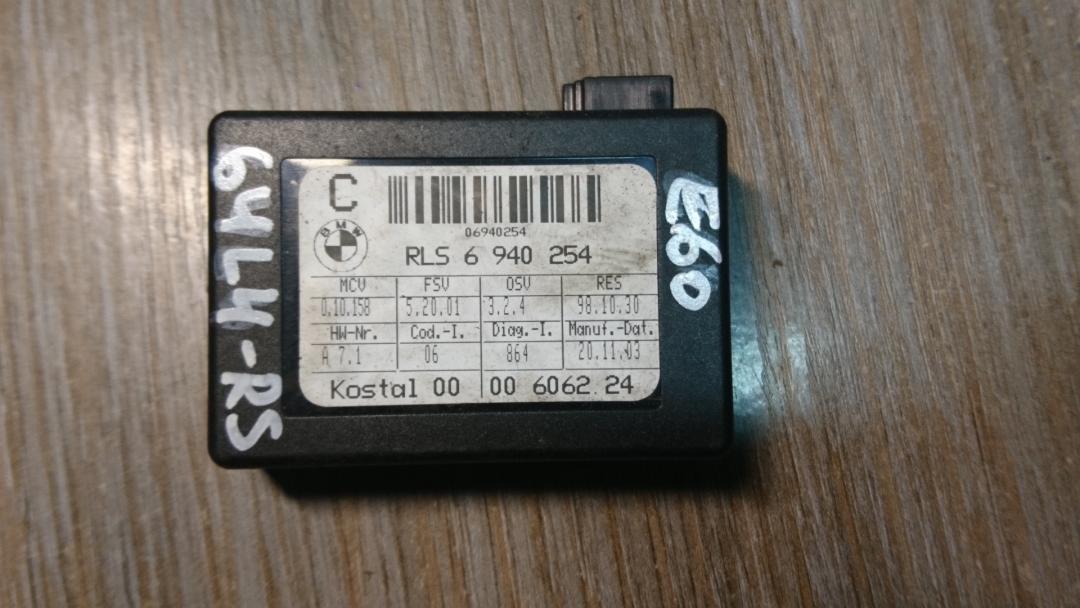 C
BMW
06940254
RLS 6 940 254
MCV FSV OSV RES
0.10.158 5.20.01 3.2.4 98.10.30
HW-Nr. Cod.-I. Diag.-I. Manuf.-Dat.
A 7.1 06 864 20.11.03
Kostal 00 00 6062 24
64L4-RS
E60